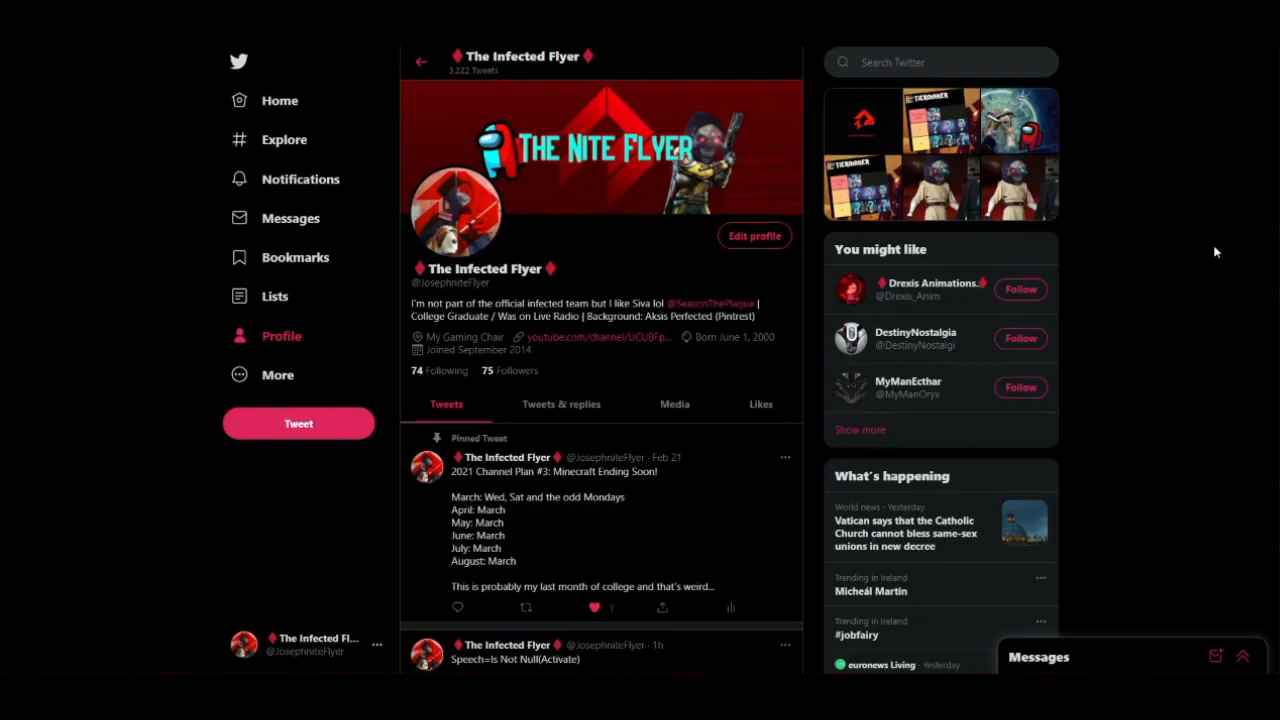 Home
Explore
Notifications
Messages
Bookmarks
Lists
Profile
More
Tweet
The Infected Fl...
@JosephniteFlyer
The Infected Flyer
3,222 Tweets
THE NITE FLYER
Edit profile
The Infected Flyer
@JosephniteFlyer
I'm not part of the official infected team but I like Siva lol @SeasonThePlague |
College Graduate / Was on Live Radio | Background: Aksis Perfected (Pintrest)
My Gaming Chair youtube.com/channel/UCUBFp... Born June 1, 2000
Joined September 2014
74 Following 75 Followers
Tweets Tweets & replies Media Likes
Pinned Tweet
The Infected Flyer @JosephniteFlyer · Feb 21
2021 Channel Plan #3: Minecraft Ending Soon!
March: Wed, Sat and the odd Mondays
April: March
May: March
June: March
July: March
August: March
This is probably my last month of college and that's weird...
1
The Infected Flyer @JosephniteFlyer · 1h
Speech=Is Not Null(Activate)
Search Twitter
TIERMAKER
TIERMAKER
You might like
Drexis Animations.
@Drexis_Anim
Follow
DestinyNostalgia
@DestinyNostalgi
Follow
MyManEcthar
@MyManOryx
Follow
Show more
What's happening
World news · Yesterday
Vatican says that the Catholic
Church cannot bless same-sex
unions in new decree
Trending in Ireland
Micheál Martin
Trending in Ireland
#jobfairy
euronews Living · Yesterday
Messages